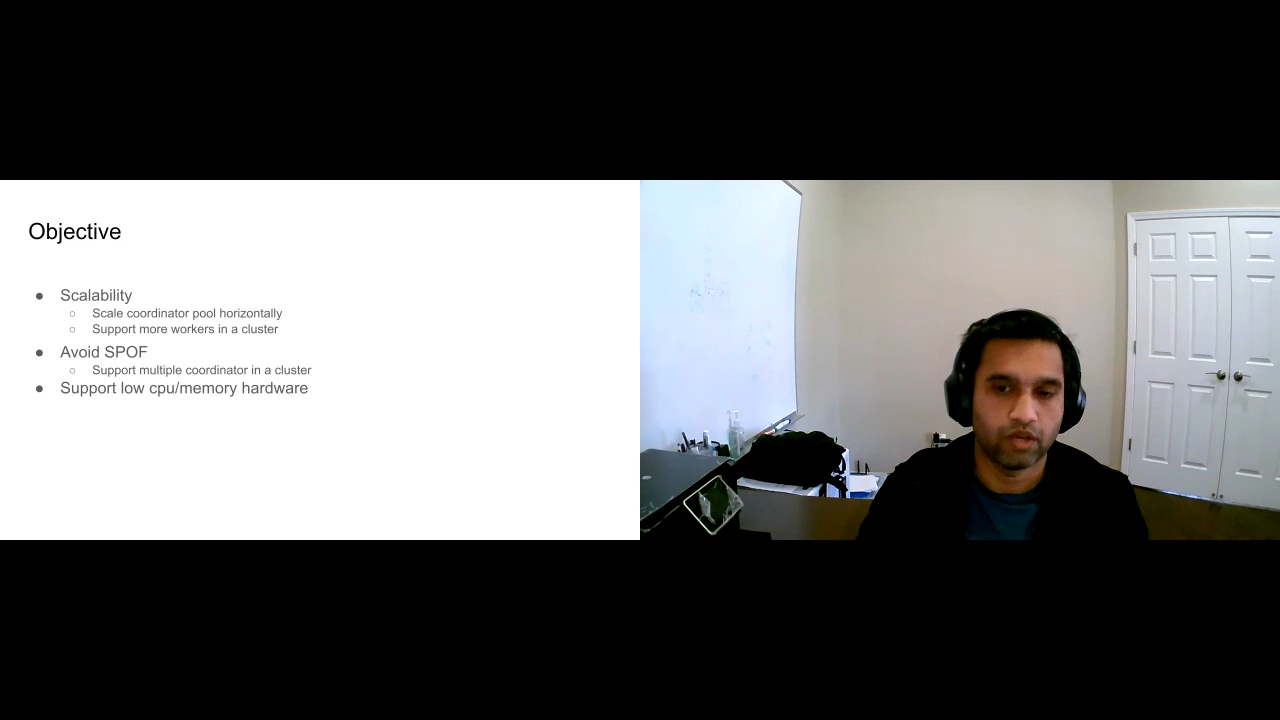 Objective
● Scalability
○ Scale coordinator pool horizontally
○ Support more workers in a cluster
● Avoid SPOF
○ Support multiple coordinator in a cluster
● Support low cpu/memory hardware